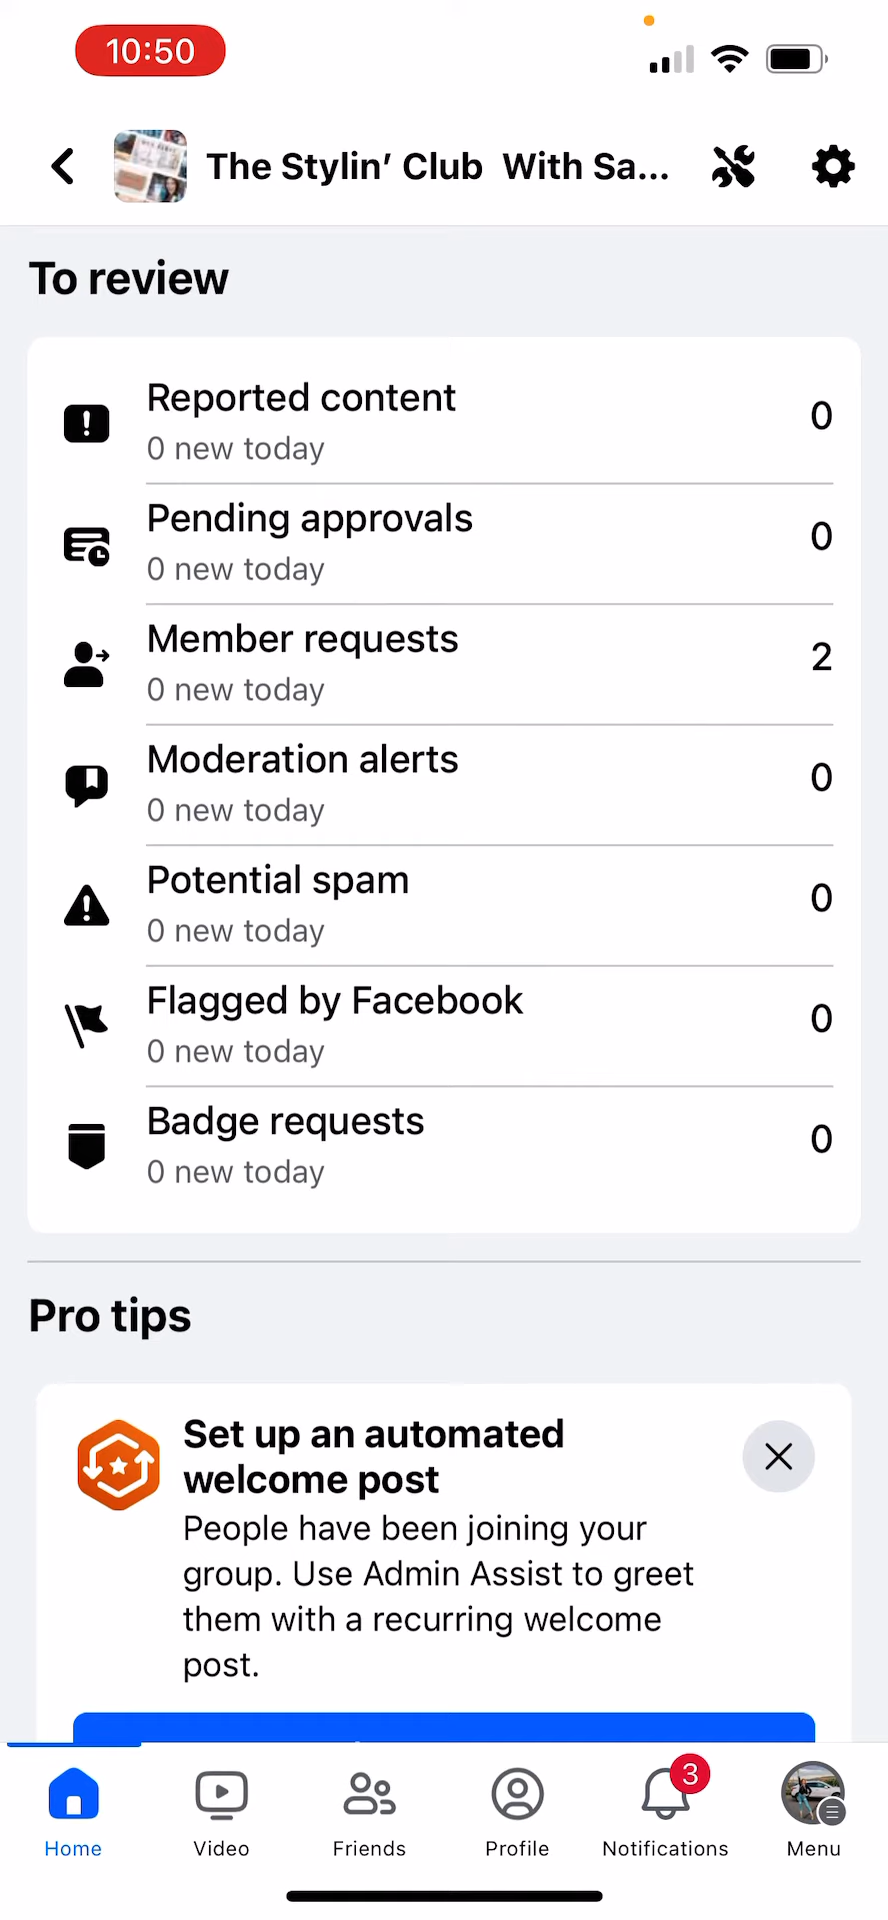 10:50
The Stylin’ Club With Sa...
To review
Reported content
0
0 new today
Pending approvals
0
0 new today
Member requests
2
0 new today
Moderation alerts
0
0 new today
Potential spam
0
0 new today
Flagged by Facebook
0
0 new today
Badge requests
0
0 new today
Pro tips
Set up an automated
welcome post
People have been joining your
group. Use Admin Assist to greet
them with a recurring welcome
post.
3
Home
Video
Friends
Profile
Notifications
Menu